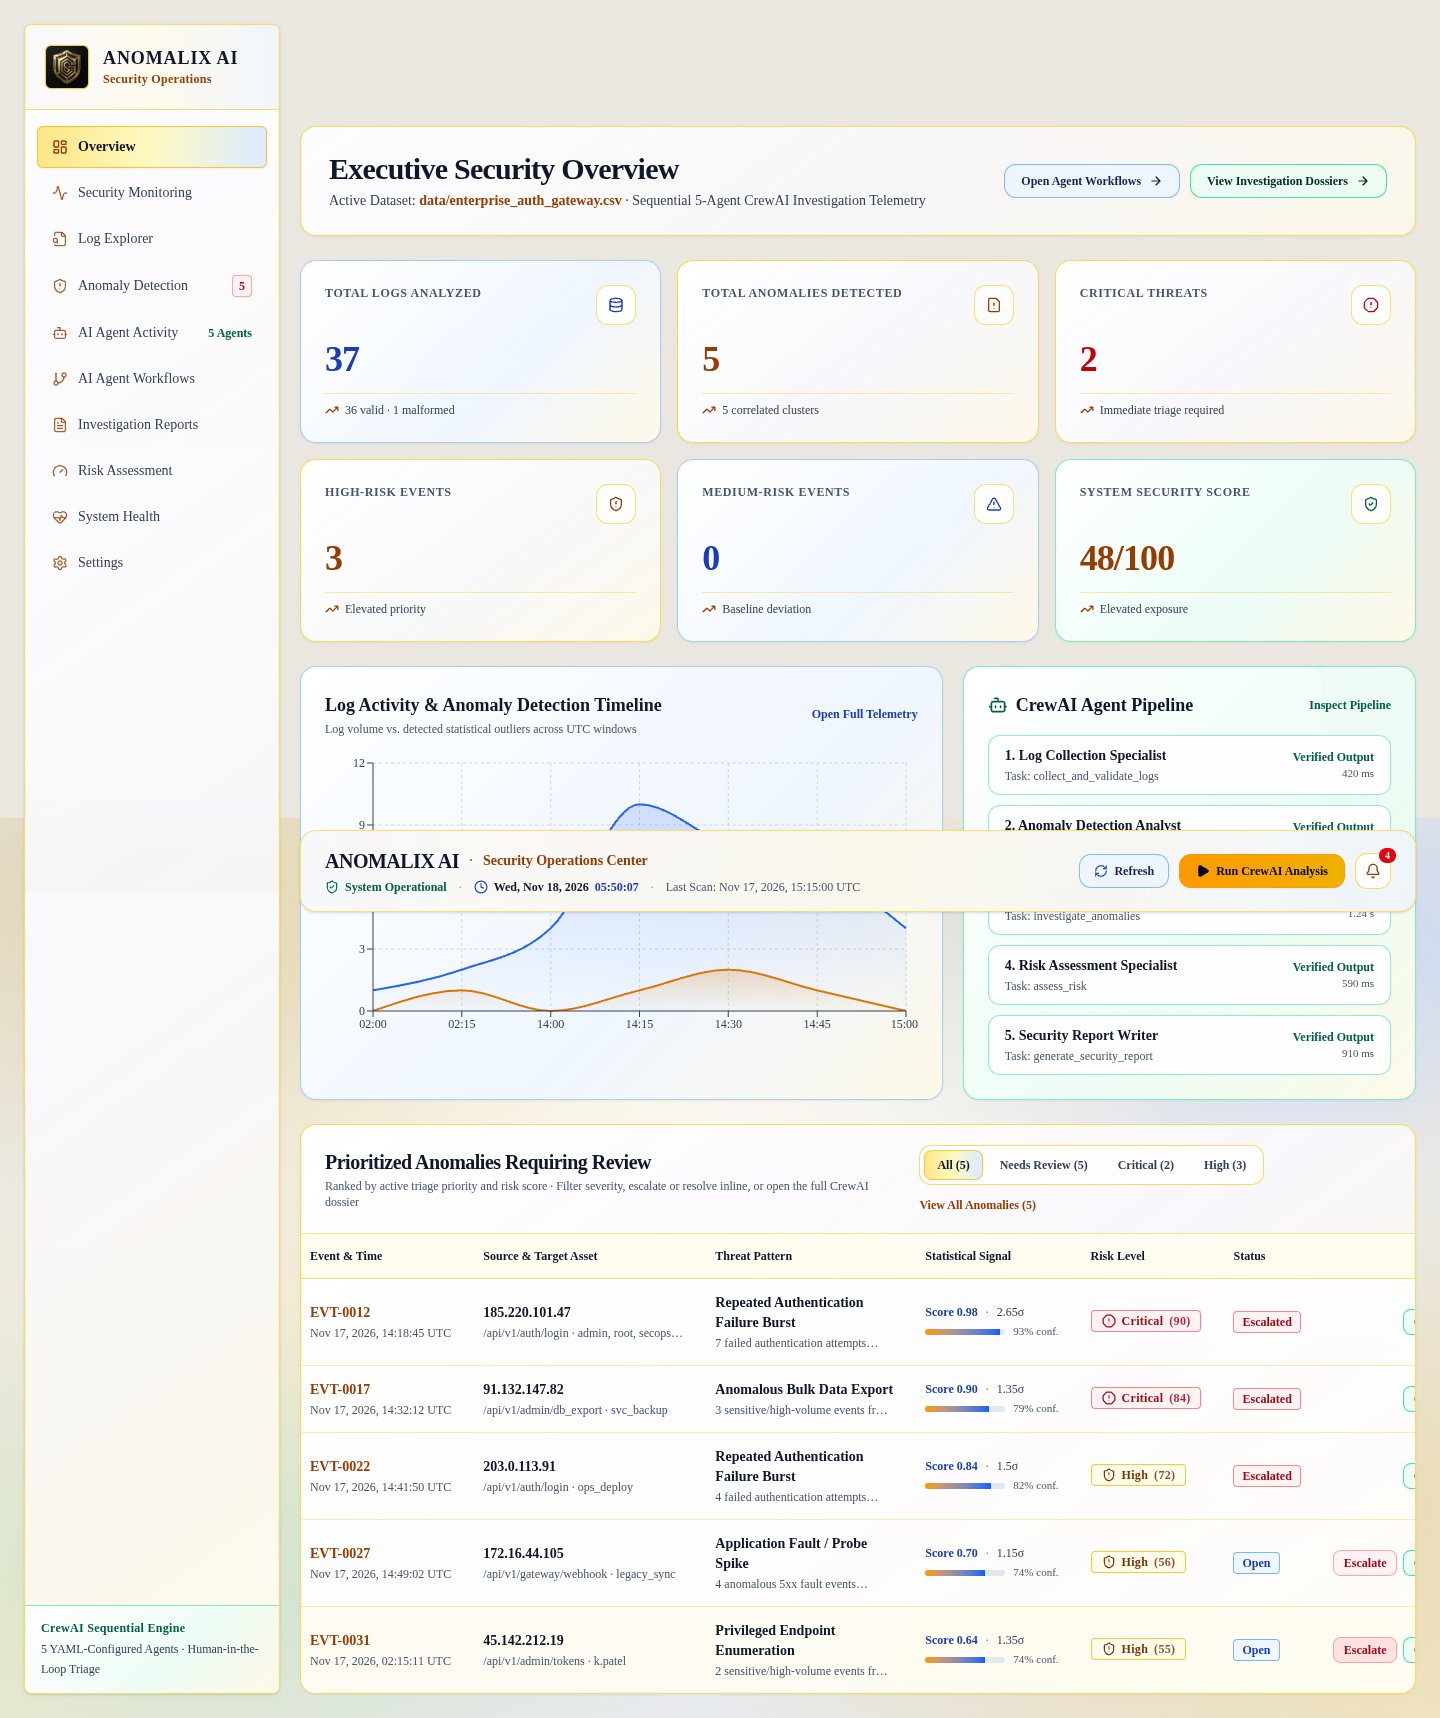 ANOMALIX AI
Security Operations
Overview
Security Monitoring
Log Explorer
Anomaly Detection 5
AI Agent Activity 5 Agents
AI Agent Workflows
Investigation Reports
Risk Assessment
System Health
Settings
CrewAI Sequential Engine
5 YAML-Configured Agents · Human-in-the-
Loop Triage
Executive Security Overview
Active Dataset: data/enterprise_auth_gateway.csv · Sequential 5-Agent CrewAI Investigation Telemetry
Open Agent Workflows
View Investigation Dossiers
TOTAL LOGS ANALYZED
37
36 valid · 1 malformed
TOTAL ANOMALIES DETECTED
5
5 correlated clusters
CRITICAL THREATS
2
Immediate triage required
HIGH-RISK EVENTS
3
Elevated priority
MEDIUM-RISK EVENTS
0
Baseline deviation
SYSTEM SECURITY SCORE
48/100
Elevated exposure
Log Activity & Anomaly Detection Timeline
Log volume vs. detected statistical outliers across UTC windows
Open Full Telemetry
12
9
3
0
02:00 02:15 14:00 14:15 14:30 14:45 15:00
CrewAI Agent Pipeline
Inspect Pipeline
1. Log Collection Specialist
Task: collect_and_validate_logs
Verified Output
420 ms
2. Anomaly Detection Analyst
Verified Output
ANOMALIX AI · Security Operations Center
System Operational · Wed, Nov 18, 2026 05:50:07 · Last Scan: Nov 17, 2026, 15:15:00 UTC
Refresh
Run CrewAI Analysis
4
Task: investigate_anomalies
1.24 s
4. Risk Assessment Specialist
Task: assess_risk
Verified Output
590 ms
5. Security Report Writer
Task: generate_security_report
Verified Output
910 ms
Prioritized Anomalies Requiring Review
Ranked by active triage priority and risk score · Filter severity, escalate or resolve inline, or open the full CrewAI
dossier
All (5) Needs Review (5) Critical (2) High (3)
View All Anomalies (5)
Event & Time Source & Target Asset Threat Pattern Statistical Signal Risk Level Status
EVT-0012
Nov 17, 2026, 14:18:45 UTC
185.220.101.47
/api/v1/auth/login · admin, root, secops…
Repeated Authentication
Failure Burst
7 failed authentication attempts…
Score 0.98 · 2.65σ
93% conf.
Critical (90)
Escalated
EVT-0017
Nov 17, 2026, 14:32:12 UTC
91.132.147.82
/api/v1/admin/db_export · svc_backup
Anomalous Bulk Data Export
3 sensitive/high-volume events fr…
Score 0.90 · 1.35σ
79% conf.
Critical (84)
Escalated
EVT-0022
Nov 17, 2026, 14:41:50 UTC
203.0.113.91
/api/v1/auth/login · ops_deploy
Repeated Authentication
Failure Burst
4 failed authentication attempts…
Score 0.84 · 1.5σ
82% conf.
High (72)
Escalated
EVT-0027
Nov 17, 2026, 14:49:02 UTC
172.16.44.105
/api/v1/gateway/webhook · legacy_sync
Application Fault / Probe
Spike
4 anomalous 5xx fault events…
Score 0.70 · 1.15σ
74% conf.
High (56)
Open
Escalate
EVT-0031
Nov 17, 2026, 02:15:11 UTC
45.142.212.19
/api/v1/admin/tokens · k.patel
Privileged Endpoint
Enumeration
2 sensitive/high-volume events fr…
Score 0.64 · 1.35σ
74% conf.
High (55)
Open
Escalate